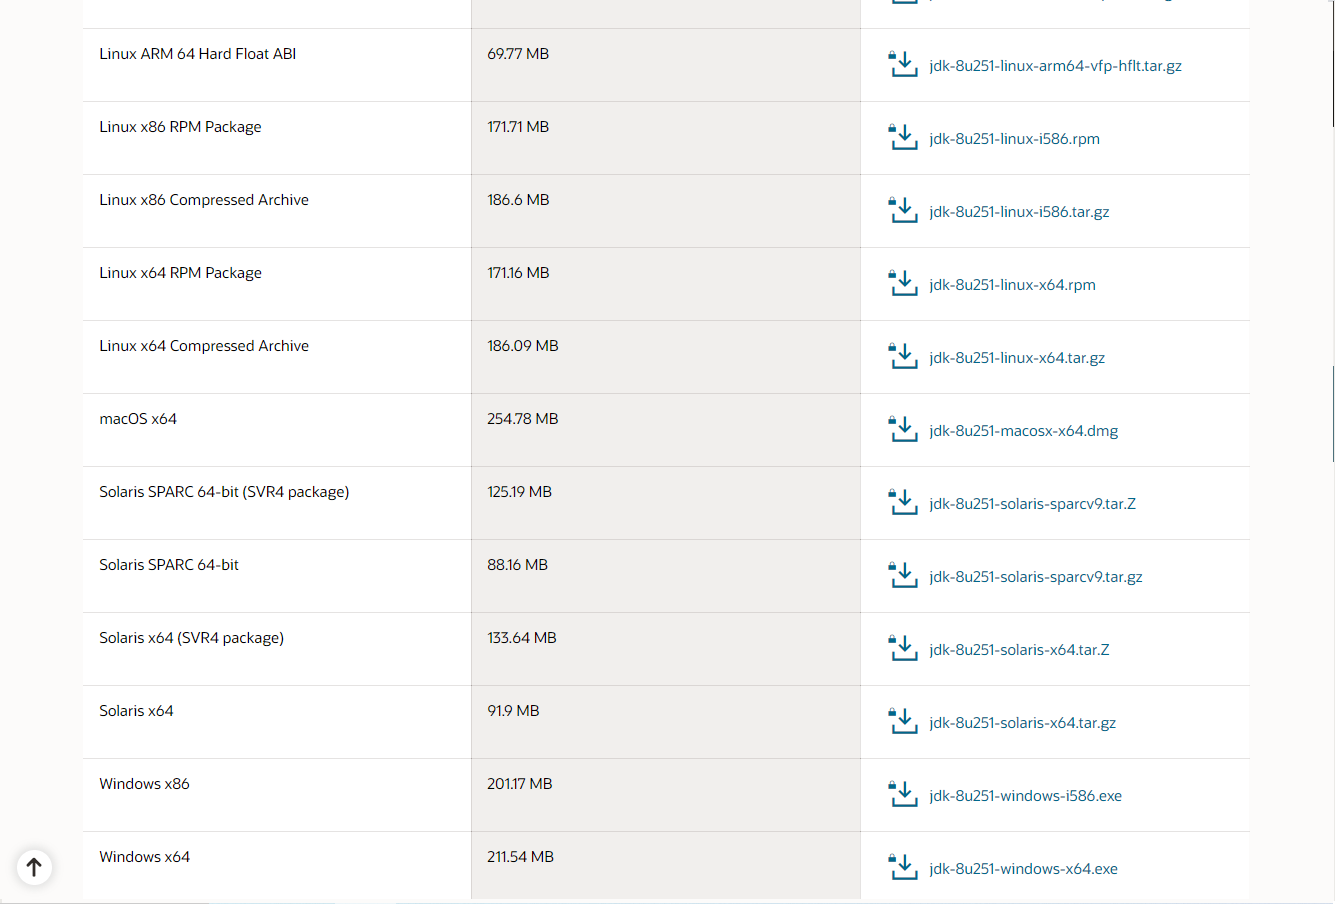 Linux ARM 64 Hard Float ABI 69.77 MB jdk-8u251-linux-arm64-vfp-hflt.tar.gz
Linux x86 RPM Package 171.71 MB jdk-8u251-linux-i586.rpm
Linux x86 Compressed Archive 186.6 MB jdk-8u251-linux-i586.tar.gz
Linux x64 RPM Package 171.16 MB jdk-8u251-linux-x64.rpm
Linux x64 Compressed Archive 186.09 MB jdk-8u251-linux-x64.tar.gz
macOS x64 254.78 MB jdk-8u251-macosx-x64.dmg
Solaris SPARC 64-bit (SVR4 package) 125.19 MB jdk-8u251-solaris-sparcv9.tar.Z
Solaris SPARC 64-bit 88.16 MB jdk-8u251-solaris-sparcv9.tar.gz
Solaris x64 (SVR4 package) 133.64 MB jdk-8u251-solaris-x64.tar.Z
Solaris x64 91.9 MB jdk-8u251-solaris-x64.tar.gz
Windows x86 201.17 MB jdk-8u251-windows-i586.exe
Windows x64 211.54 MB jdk-8u251-windows-x64.exe